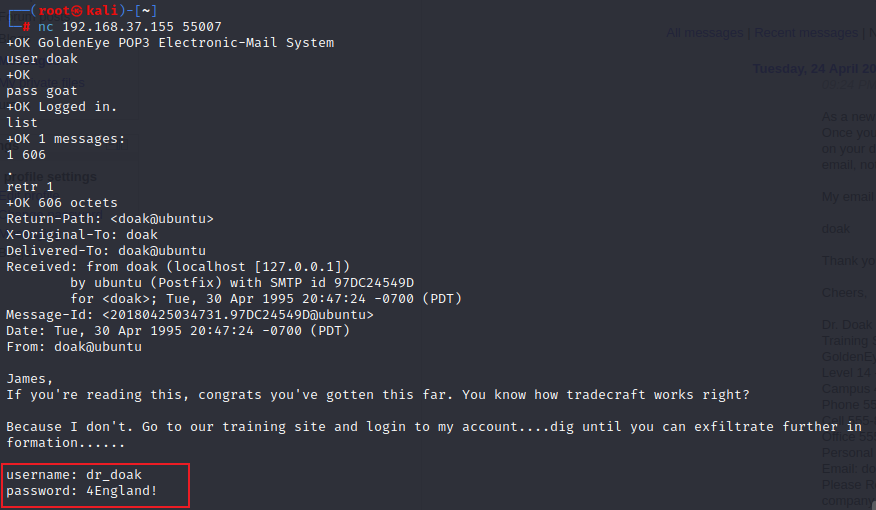 ┌──(root㉿kali)-[~]
└─# nc 192.168.37.155 55007
+OK GoldenEye POP3 Electronic-Mail System
user doak
+OK
pass goat
+OK Logged in.
list
+OK 1 messages:
1 606
.
retr 1
+OK 606 octets
Return-Path: <doak@ubuntu>
X-Original-To: doak
Delivered-To: doak@ubuntu
Received: from doak (localhost [127.0.0.1])
by ubuntu (Postfix) with SMTP id 97DC24549D
for <doak>; Tue, 30 Apr 1995 20:47:24 -0700 (PDT)
Message-Id: <20180425034731.97DC24549D@ubuntu>
Date: Tue, 30 Apr 1995 20:47:24 -0700 (PDT)
From: doak@ubuntu
James,
If you're reading this, congrats you've gotten this far. You know how tradecraft works right?
Because I don't. Go to our training site and login to my account....dig until you can exfiltrate further in
formation......
username: dr_doak
password: 4England!
All messages | Recent messages |
Tuesday, 24 April 20
As a new
Once you
on your d
email, no
My email
doak
Thank yo
Cheers,
Dr. Doak
Training
GoldenEy
Level 14
Campus
Phone 55
Office 55
Personal
Email: do
Please R
company
profile settings